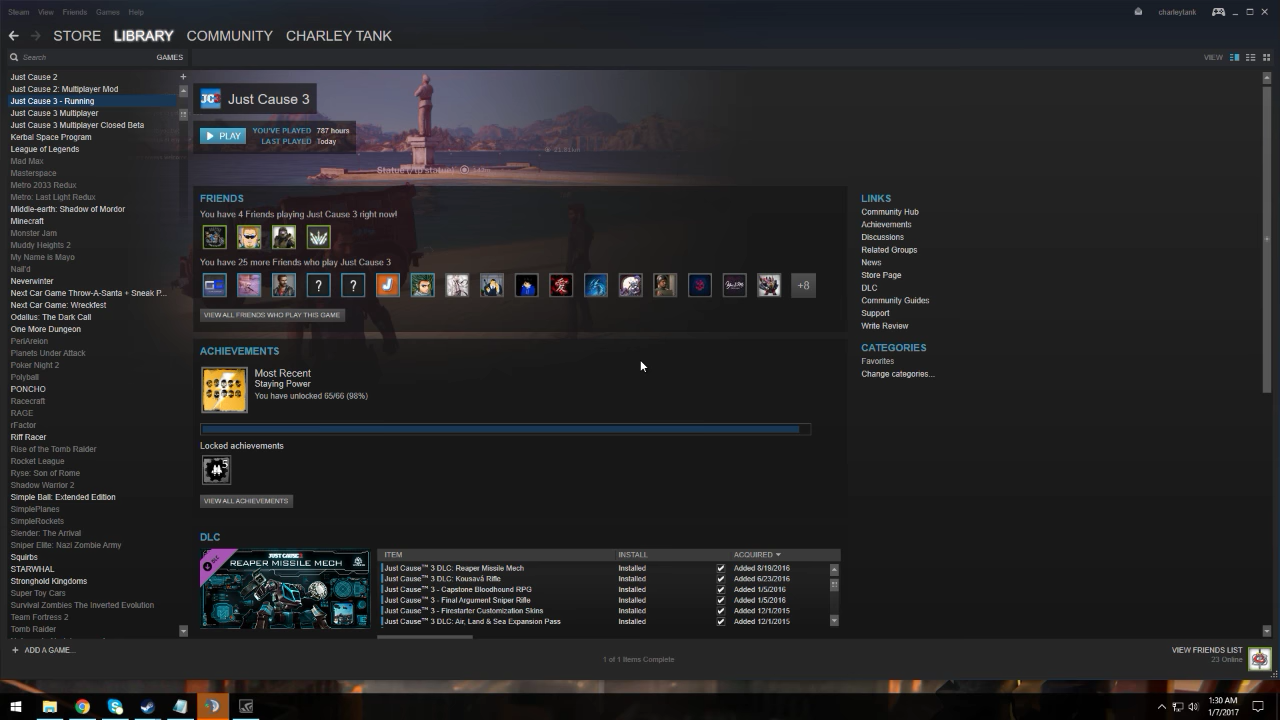 Steam View Friends Games Help
charleytank
STORE LIBRARY COMMUNITY CHARLEY TANK
Search GAMES
VIEW
Just Cause 2
Just Cause 2: Multiplayer Mod
Just Cause 3 - Running
Just Cause 3 Multiplayer
Just Cause 3 Multiplayer Closed Beta
Kerbal Space Program
League of Legends
Mad Max
Masterspace
Metro 2033 Redux
Metro: Last Light Redux
Middle-earth: Shadow of Mordor
Minecraft
Monster Jam
Muddy Heights 2
My Name is Mayo
Nail'd
Neverwinter
Next Car Game Throw-A-Santa + Sneak P...
Next Car Game: Wreckfest
Odallus: The Dark Call
One More Dungeon
PeriAreion
Planets Under Attack
Poker Night 2
Polyball
PONCHO
Racecraft
RAGE
rFactor
Riff Racer
Rise of the Tomb Raider
Rocket League
Ryse: Son of Rome
Shadow Warrior 2
Simple Ball: Extended Edition
SimplePlanes
SimpleRockets
Slender: The Arrival
Sniper Elite: Nazi Zombie Army
Squirbs
STARWHAL
Stronghold Kingdoms
Super Toy Cars
Survival Zombies The Inverted Evolution
Team Fortress 2
Tomb Raider
+ ADD A GAME...
JC3 Just Cause 3
PLAY
YOU'VE PLAYED 787 hours
LAST PLAYED Today
FRIENDS
You have 4 Friends playing Just Cause 3 right now!
You have 25 more Friends who play Just Cause 3
? ? J +8
VIEW ALL FRIENDS WHO PLAY THIS GAME
ACHIEVEMENTS
Most Recent
Staying Power
You have unlocked 65/66 (98%)
Locked achievements
5
VIEW ALL ACHIEVEMENTS
DLC
DLC
JUST CAUSE 3
REAPER MISSILE MECH
ITEM INSTALL ACQUIRED
Just Cause™ 3 DLC: Reaper Missile Mech Installed Added 8/19/2016
Just Cause™ 3 DLC: Kousavá Rifle Installed Added 6/23/2016
Just Cause™ 3 - Capstone Bloodhound RPG Installed Added 1/5/2016
Just Cause™ 3 - Final Argument Sniper Rifle Installed Added 1/5/2016
Just Cause™ 3 - Firestarter Customization Skins Installed Added 12/1/2015
Just Cause™ 3 DLC: Air, Land & Sea Expansion Pass Installed Added 12/1/2015
LINKS
Community Hub
Achievements
Discussions
Related Groups
News
Store Page
DLC
Community Guides
Support
Write Review
CATEGORIES
Favorites
Change categories...
1 of 1 Items Complete
VIEW FRIENDS LIST
23 Online
1:30 AM
1/7/2017